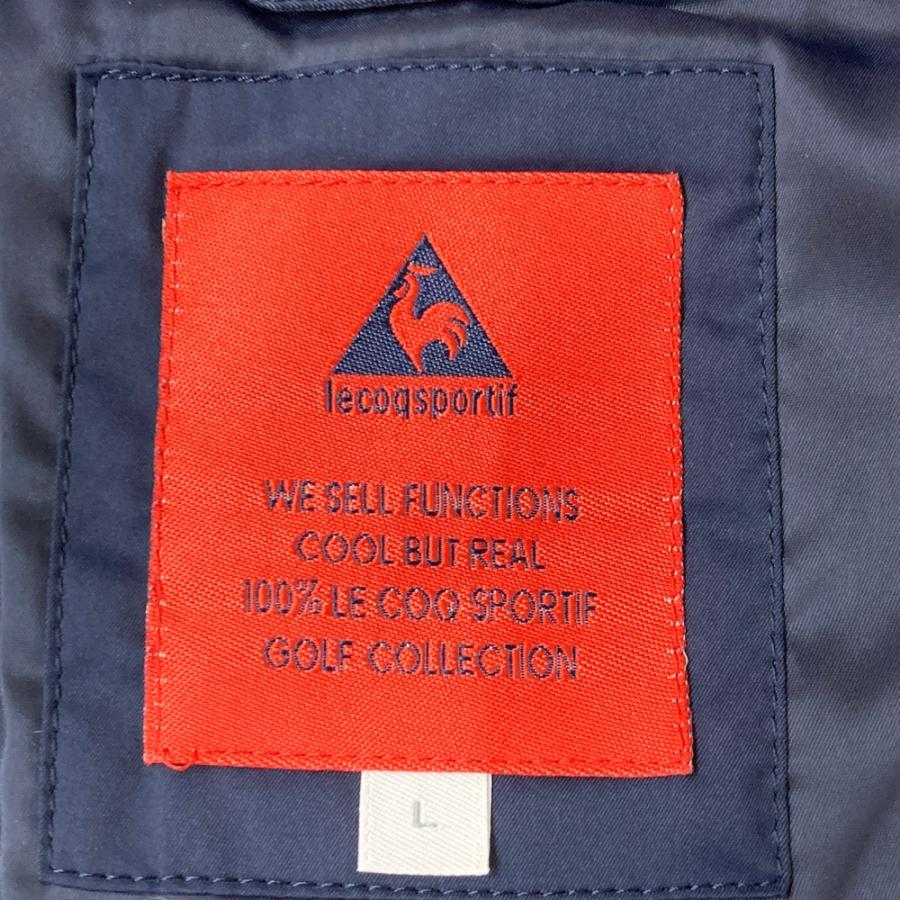 lecoqsportif
WE SELL FUNCTIONS
COOL BUT REAL
100% LE COQ SPORTIF
GOLF COLLECTION
L